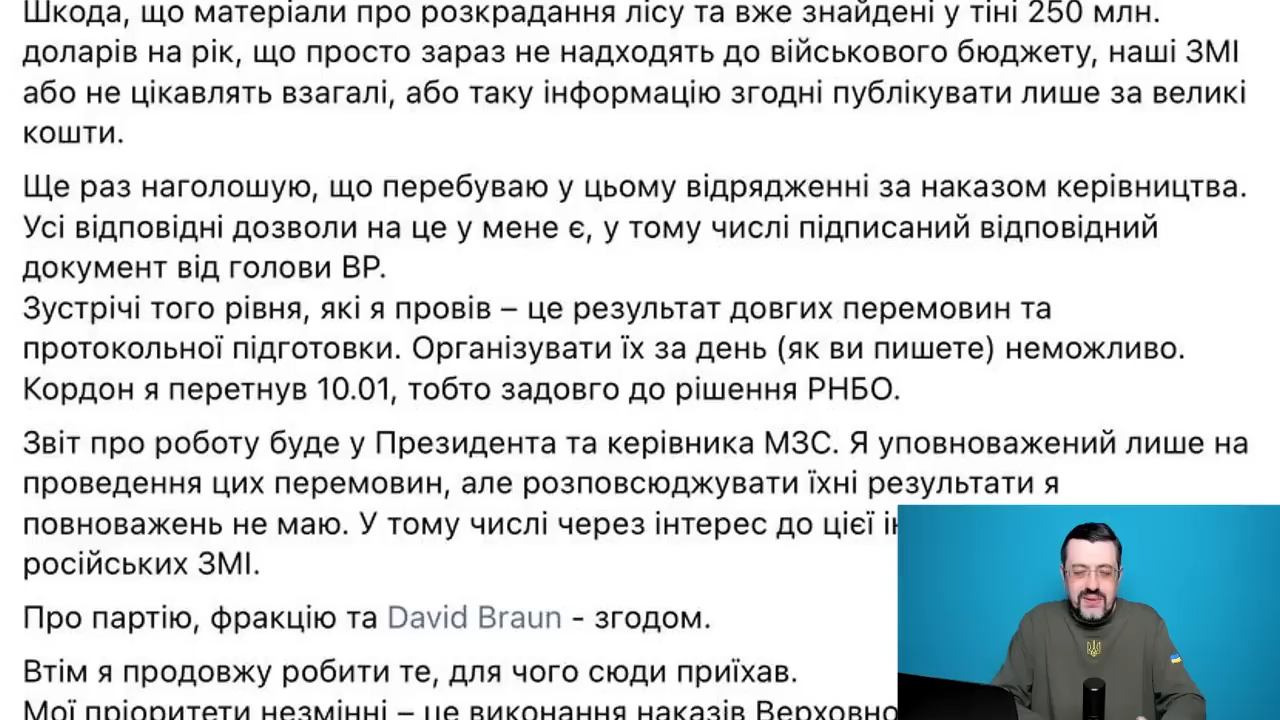 Шкода, що матеріали про розкрадання лісу та вже знайдені у тіні 250 млн.
доларів на рік, що просто зараз не надходять до військового бюджету, наші ЗМІ
або не цікавлять взагалі, або таку інформацію згодні публікувати лише за великі
кошти.
Ще раз наголошую, що перебуваю у цьому відрядженні за наказом керівництва.
Усі відповідні дозволи на це у мене є, у тому числі підписаний відповідний
документ від голови ВР.
Зустрічі того рівня, які я провів – це результат довгих перемовин та
протокольної підготовки. Організувати їх за день (як ви пишете) неможливо.
Кордон я перетнув 10.01, тобто задовго до рішення РНБО.
Звіт про роботу буде у Президента та керівника МЗС. Я уповноважений лише на
проведення цих перемовин, але розповсюджувати їхні результати я
повноважень не маю. У тому числі через інтерес до цієї
російських ЗМІ.
Про партію, фракцію та David Braun - згодом.
Втім я продовжу робити те, для чого сюди приїхав.
Мої пріоритети незмінні – це виконання наказів